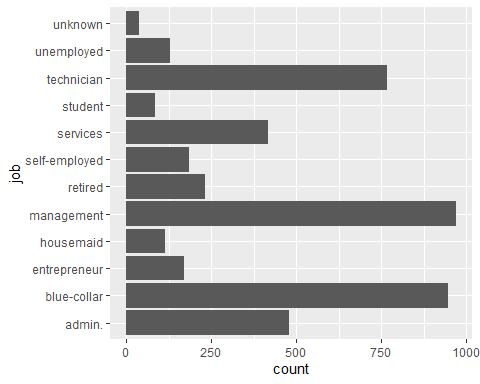 unknown
unemployed
technician
student
services
self-employed
retired
management
housemaid
entrepreneur
blue-collar
admin.
job
0 250 500 750 1000
count